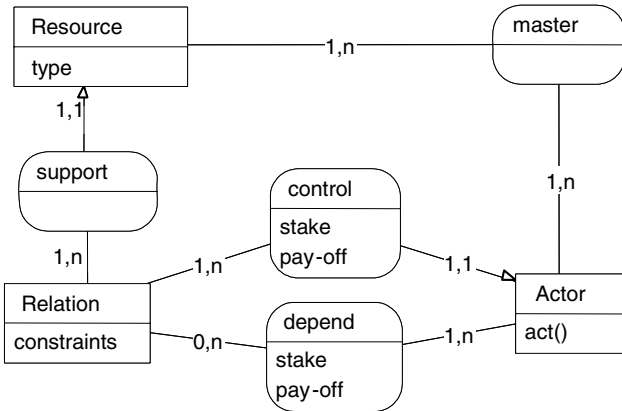 Resource
type
1,n
master
1,1
support
1,n
control
stake
pay-off
1,n
1,n
1,1
Relation
constraints
0,n
depend
stake
pay-off
1,n
Actor
act()